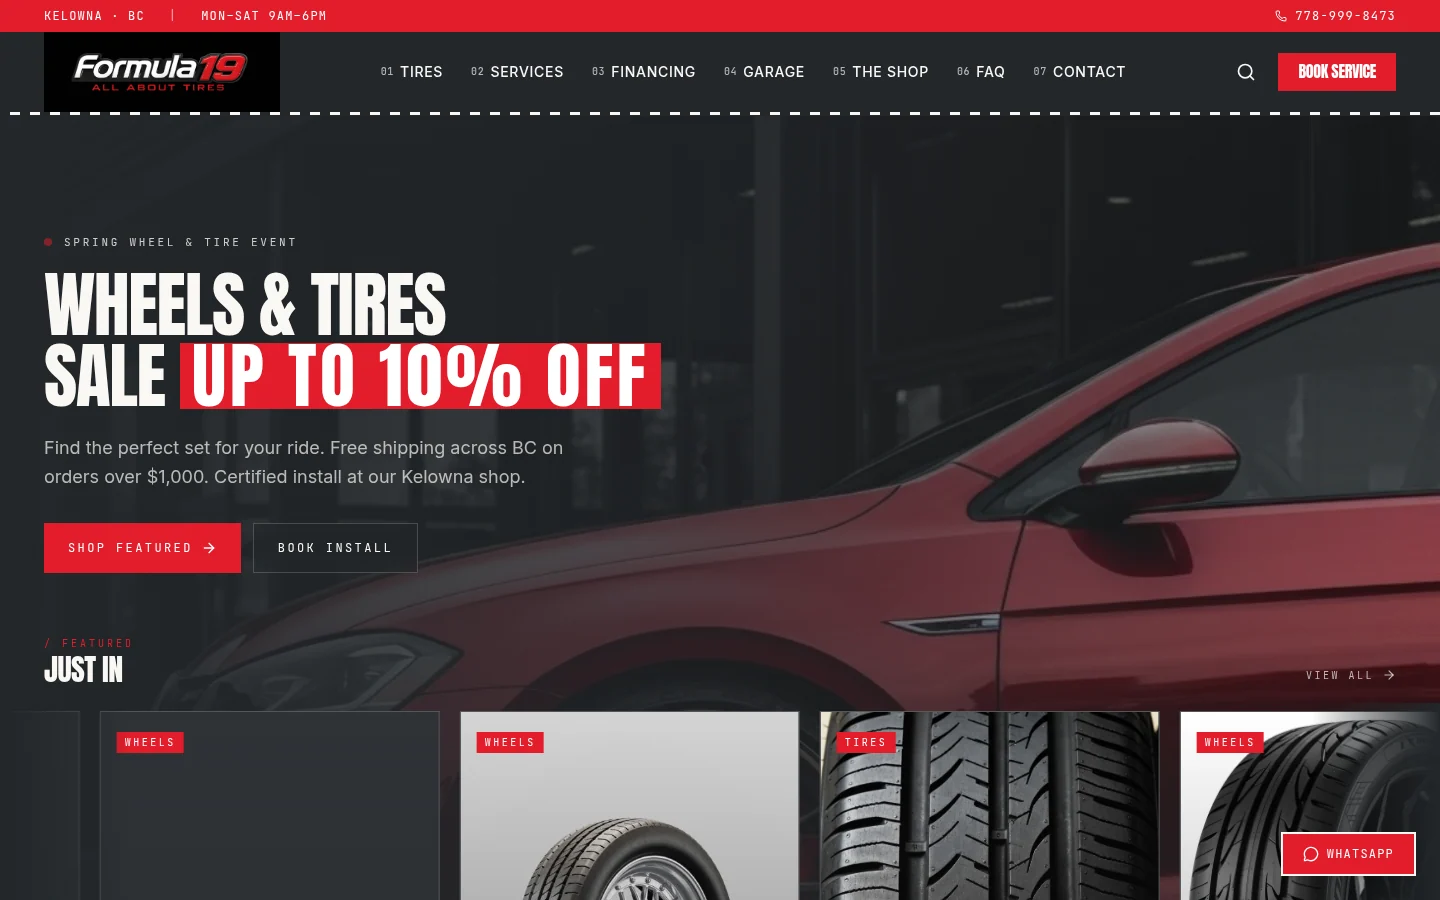 KELOWNA · BC | MON–SAT 9AM–6PM
778-999-8473
Formula19
ALL ABOUT TIRES
01 TIRES
02 SERVICES
03 FINANCING
04 GARAGE
05 THE SHOP
06 FAQ
07 CONTACT
BOOK SERVICE
SPRING WHEEL & TIRE EVENT
WHEELS & TIRES
SALE UP TO 10% OFF
Find the perfect set for your ride. Free shipping across BC on
orders over $1,000. Certified install at our Kelowna shop.
SHOP FEATURED →
BOOK INSTALL
/ FEATURED
JUST IN
VIEW ALL →
WHEELS
WHEELS
TIRES
WHEELS
WHATSAPP